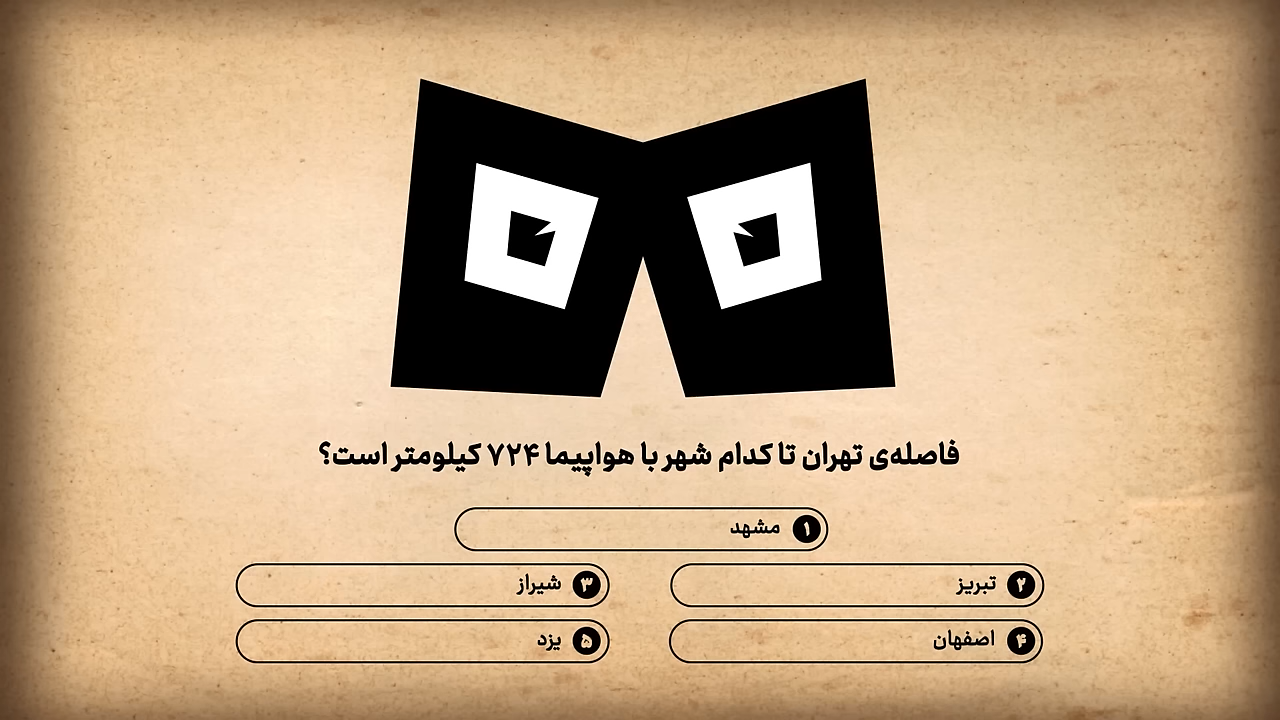 فاصله‌ی تهران تا کدام شهر با هواپیما ۷۲۴ کیلومتر است؟
۱ مشهد
۲ تبریز
۳ شیراز
۴ اصفهان
۵ یزد